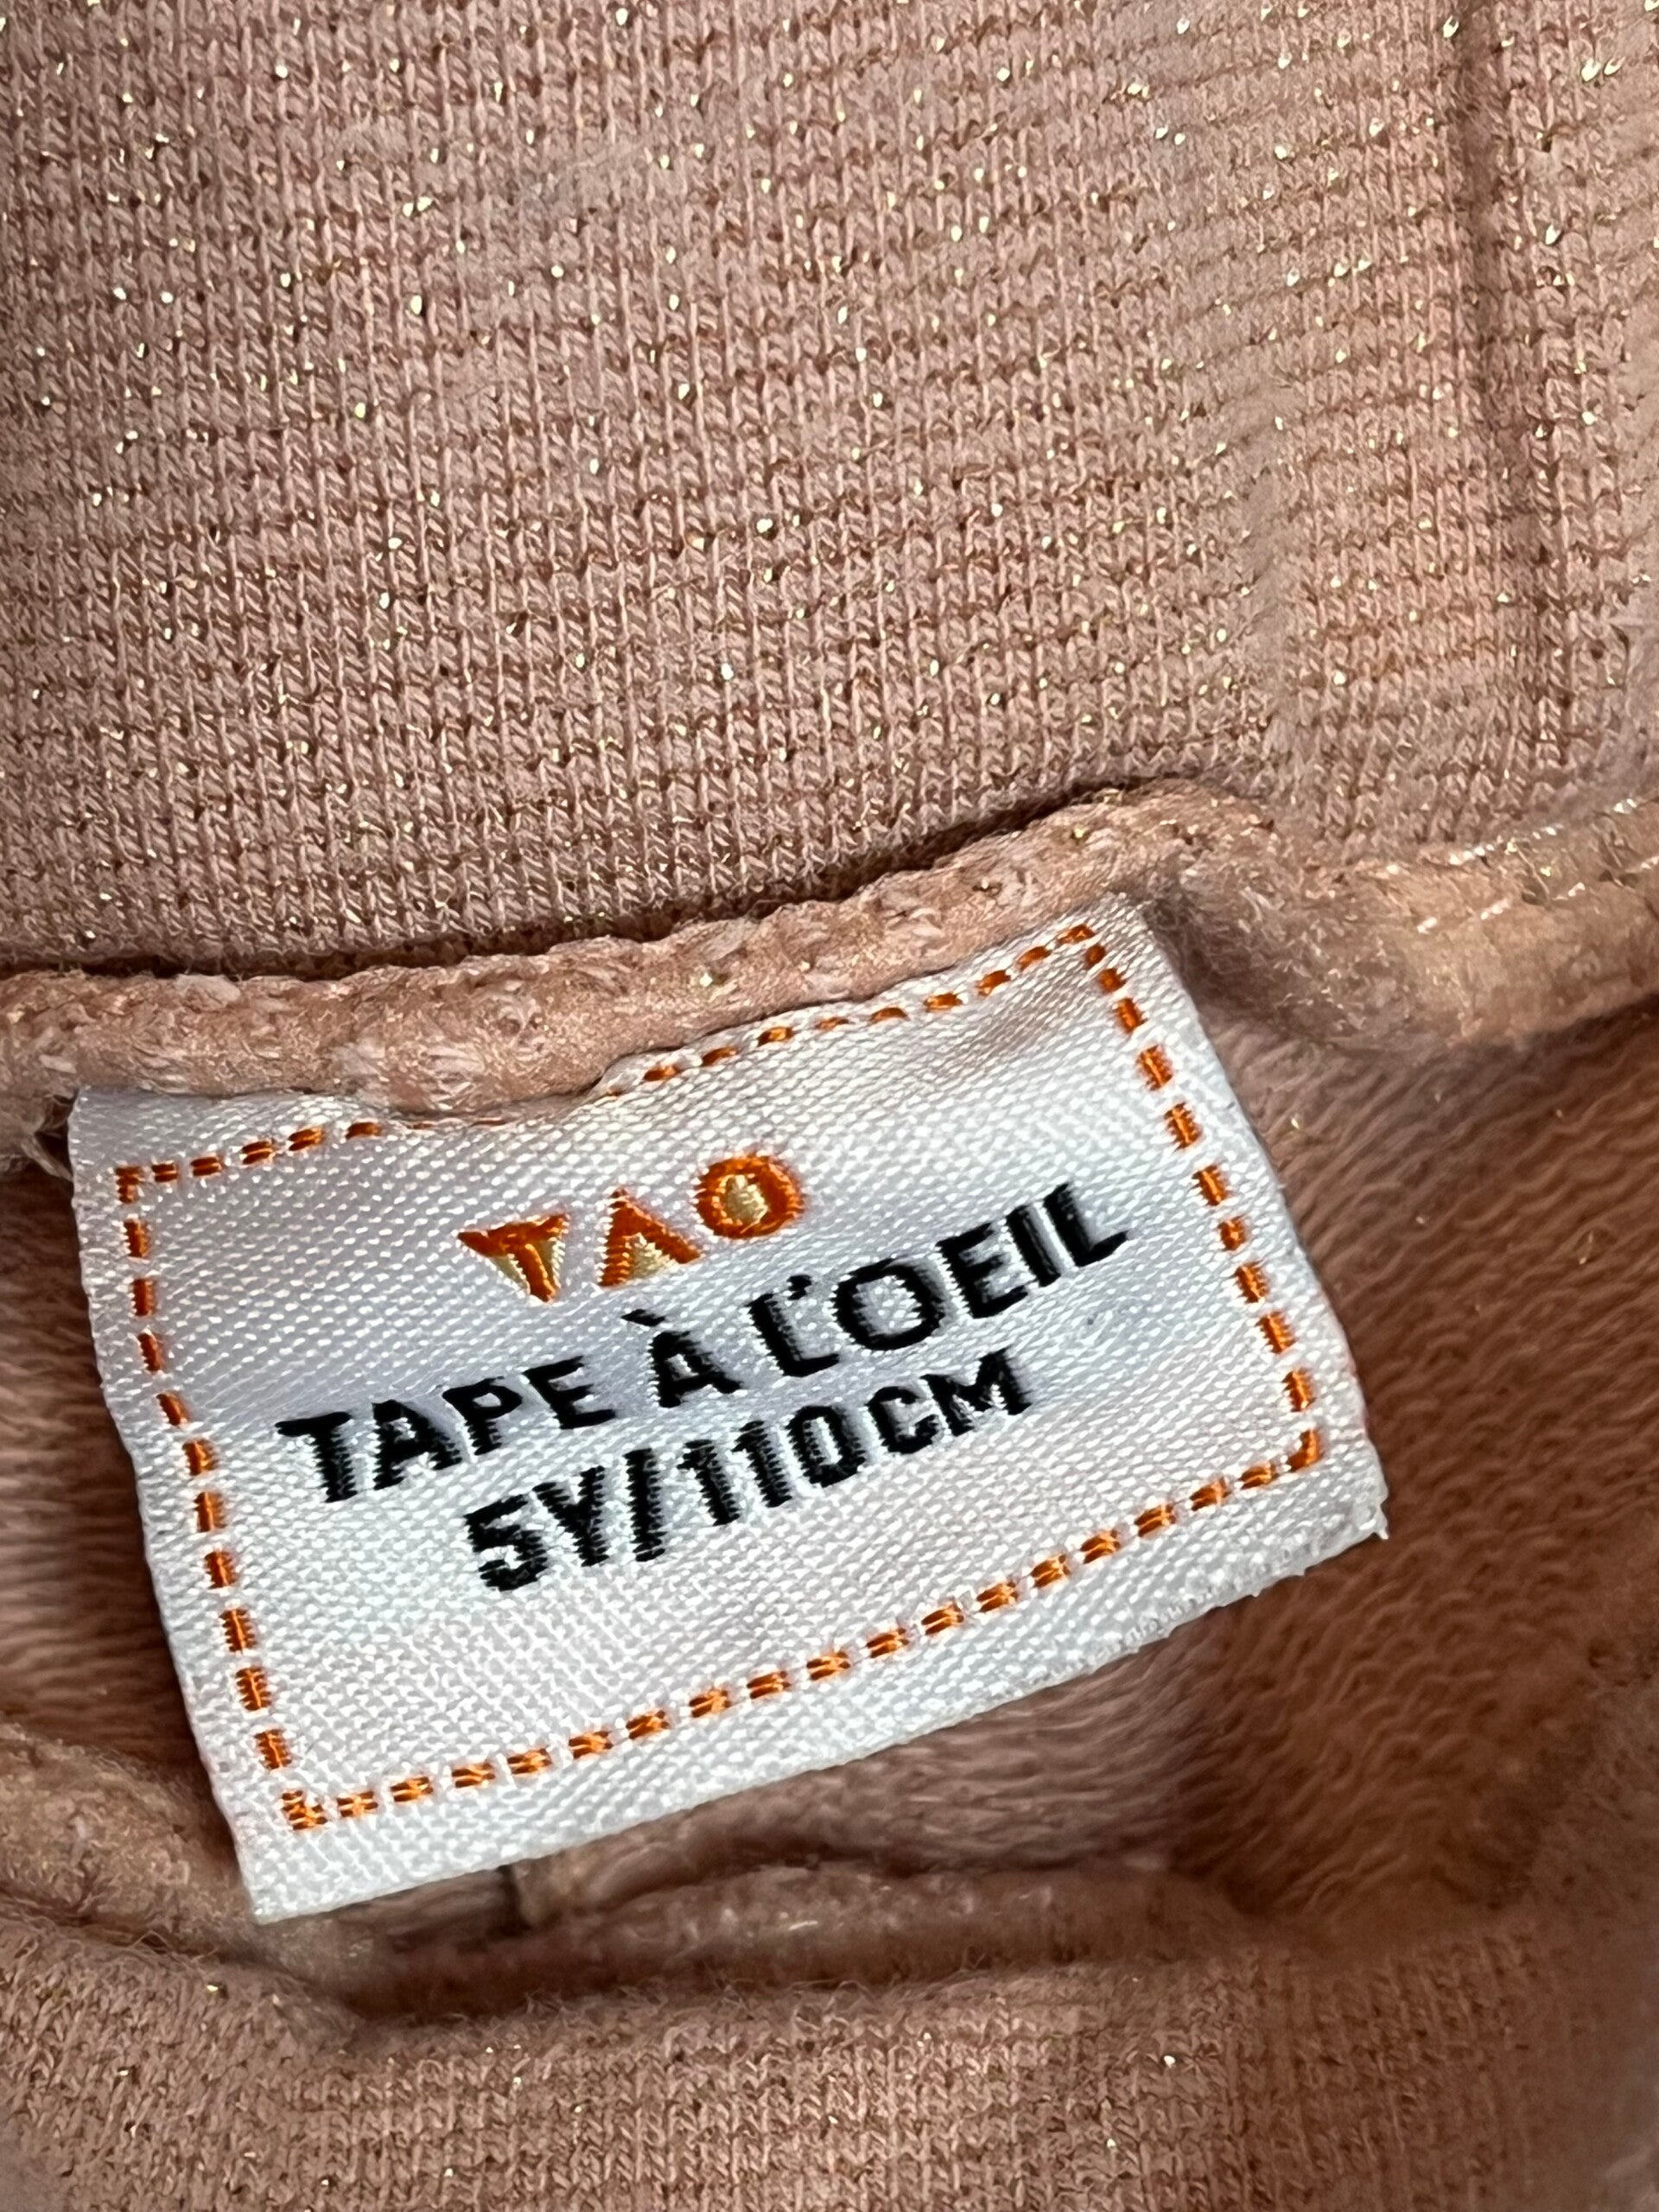 TAO
TAPE À L'OEIL
5Y/110CM